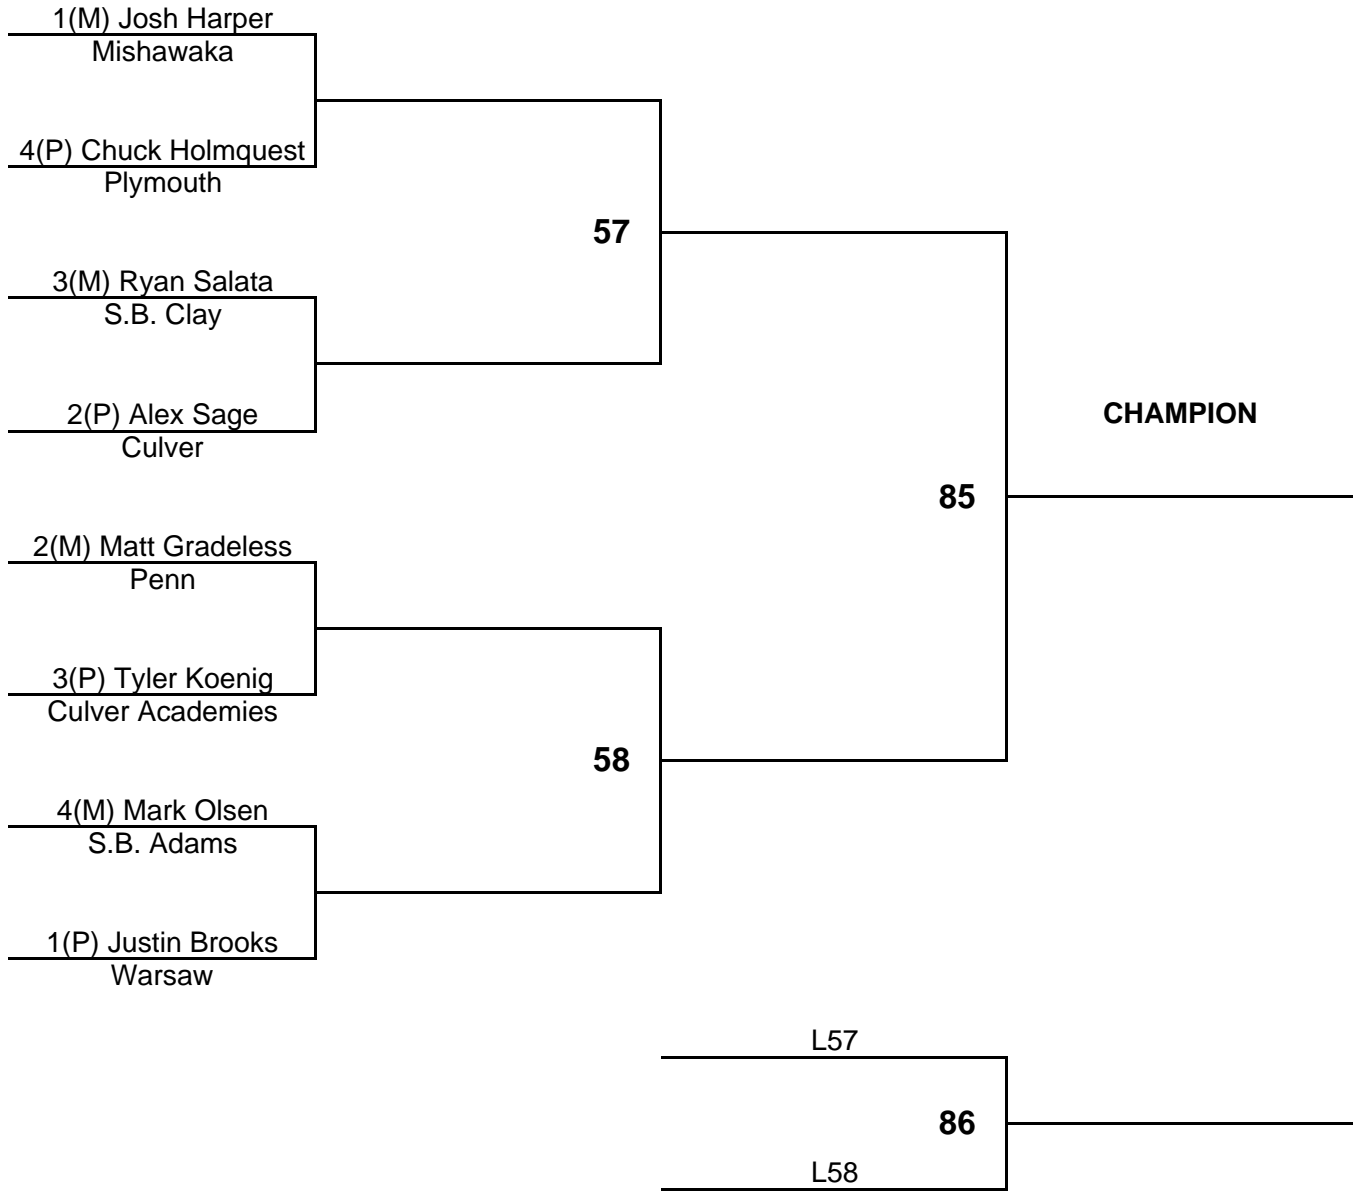 1(M) Josh Harper
Mishawaka
4(P) Chuck Holmquest
Plymouth
57
3(M) Ryan Salata
S.B. Clay
2(P) Alex Sage
Culver
CHAMPION
85
2(M) Matt Gradeless
Penn
3(P) Tyler Koenig
Culver Academies
58
4(M) Mark Olsen
S.B. Adams
1(P) Justin Brooks
Warsaw
L57
86
L58